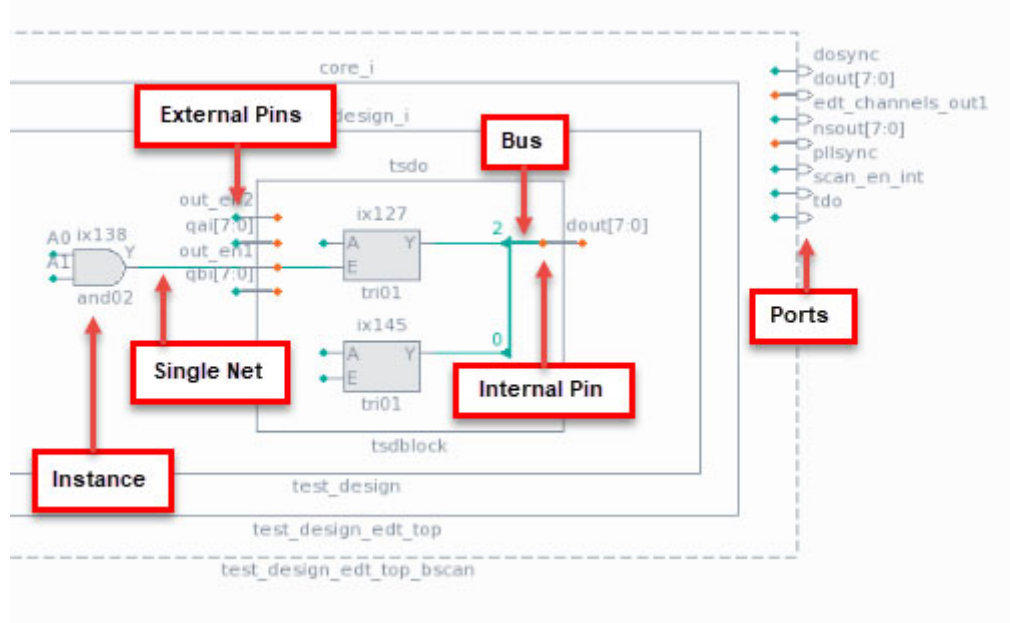 dosync
core_i
dout[7:0]
edt_channels_out1
External Pins
design_i
nsout[7:0]
Bus
pllsync
tsdo
scan_en_int
out_en2
tdo
ix127
qai[7:0]
2
dout[7:0]
A0 ix138
Y
out_en1
A
Y
A1
qbi[7:0]
E
and02
tri01
Ports
ix145
0
Single Net
A
Y
E
Internal Pin
tri01
tsdblock
Instance
test_design
test_design_edt_top
test_design_edt_top_bscan